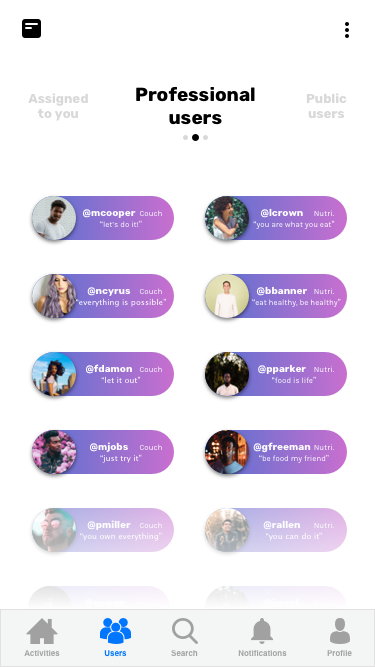 Assigned
to you
Professional
users
Public
users
@mcooper Couch
"let's do it!"
@lcrown Nutri.
"you are what you eat"
@ncyrus Couch
"everything is possible"
@bbanner Nutri.
"eat healthy, be healthy"
@fdamon Couch
"let it out"
@pparker Nutri.
"food is life"
@mjobs Couch
"just try it"
@gfreeman Nutri.
"be food my friend"
@pmiller Couch
"you own everything"
@rallen Nutri.
"you can do it"
Activities
Users
Search
Notifications
Profile